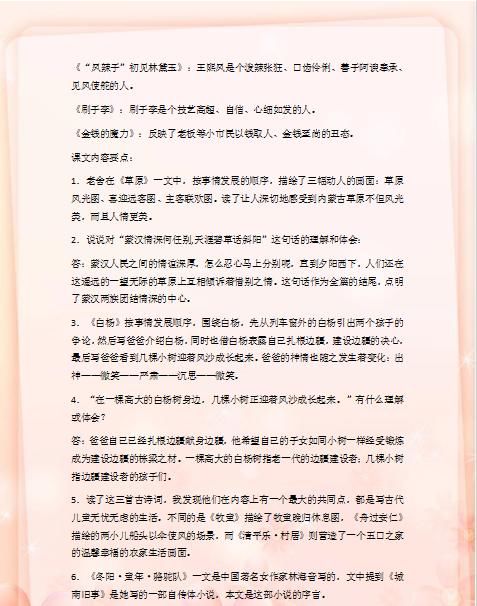 《“凤辣子”初见林黛玉》：王熙凤是个泼辣张狂、口齿伶俐、善于阿谀奉承、
见风使舵的人。
《刷子李》：刷子李是个技艺高超、自信、心细如发的人。
《金钱的魔力》：反映了老板等小市民以钱取人、金钱至尚的丑态。
课文内容要点：
1．老舍在《草原》一文中，按事情发展的顺序，描绘了三幅动人的画面：草原
风光图、喜迎远客图、主客联欢图。读了让人深切地感受到内蒙古草原不但风光
美，而且人情更美。
2．说说对“蒙汉情深何忍别,天涯碧草话斜阳”这句话的理解和体会：
答：蒙汉人民之间的情谊深厚，怎么忍心马上分别呢，直到夕阳西下，人们还在
这遥远的一望无际的草原上互相倾诉着惜别之情。这句话作为全篇的结尾，点明
了蒙汉两族团结情深的中心。
3．《白杨》按事情发展顺序，围绕白杨，先从列车窗外的白杨引出两个孩子的
争论，然后写爸爸介绍白杨，同时也借白杨表露自己扎根边疆，建设边疆的决心，
最后写爸爸看到几棵小树迎着风沙成长起来。爸爸的神情也随之发生着变化：出
神——微笑——严肃——沉思——微笑。
4．“在一棵高大的白杨树身边，几棵小树正迎着风沙成长起来。”有什么理解
或体会？
答：爸爸自己已经扎根边疆献身边疆，他希望自己的子女如同小树一样经受锻炼
成为建设边疆的栋梁之材。一棵高大的白杨树指老一代的边疆建设者；几棵小树
指边疆建设者的孩子们。
5．读了这三首古诗词，我发现他们在内容上有一个最大的共同点，都是写古代
儿童无忧无虑的生活。不同的是《牧童》描绘了牧童晚归休息图，《舟过安仁》
描绘的两小儿船头以伞使风的场景，而《清平乐·村居》则营造了一个五口之家
的温馨幸福的农家生活画面。
6．《冬阳·童年·骆驼队》一文是中国著名女作家林海音写的，文中提到《城
南旧事》是她写的一部自传体小说，本文是这部小说的序言。